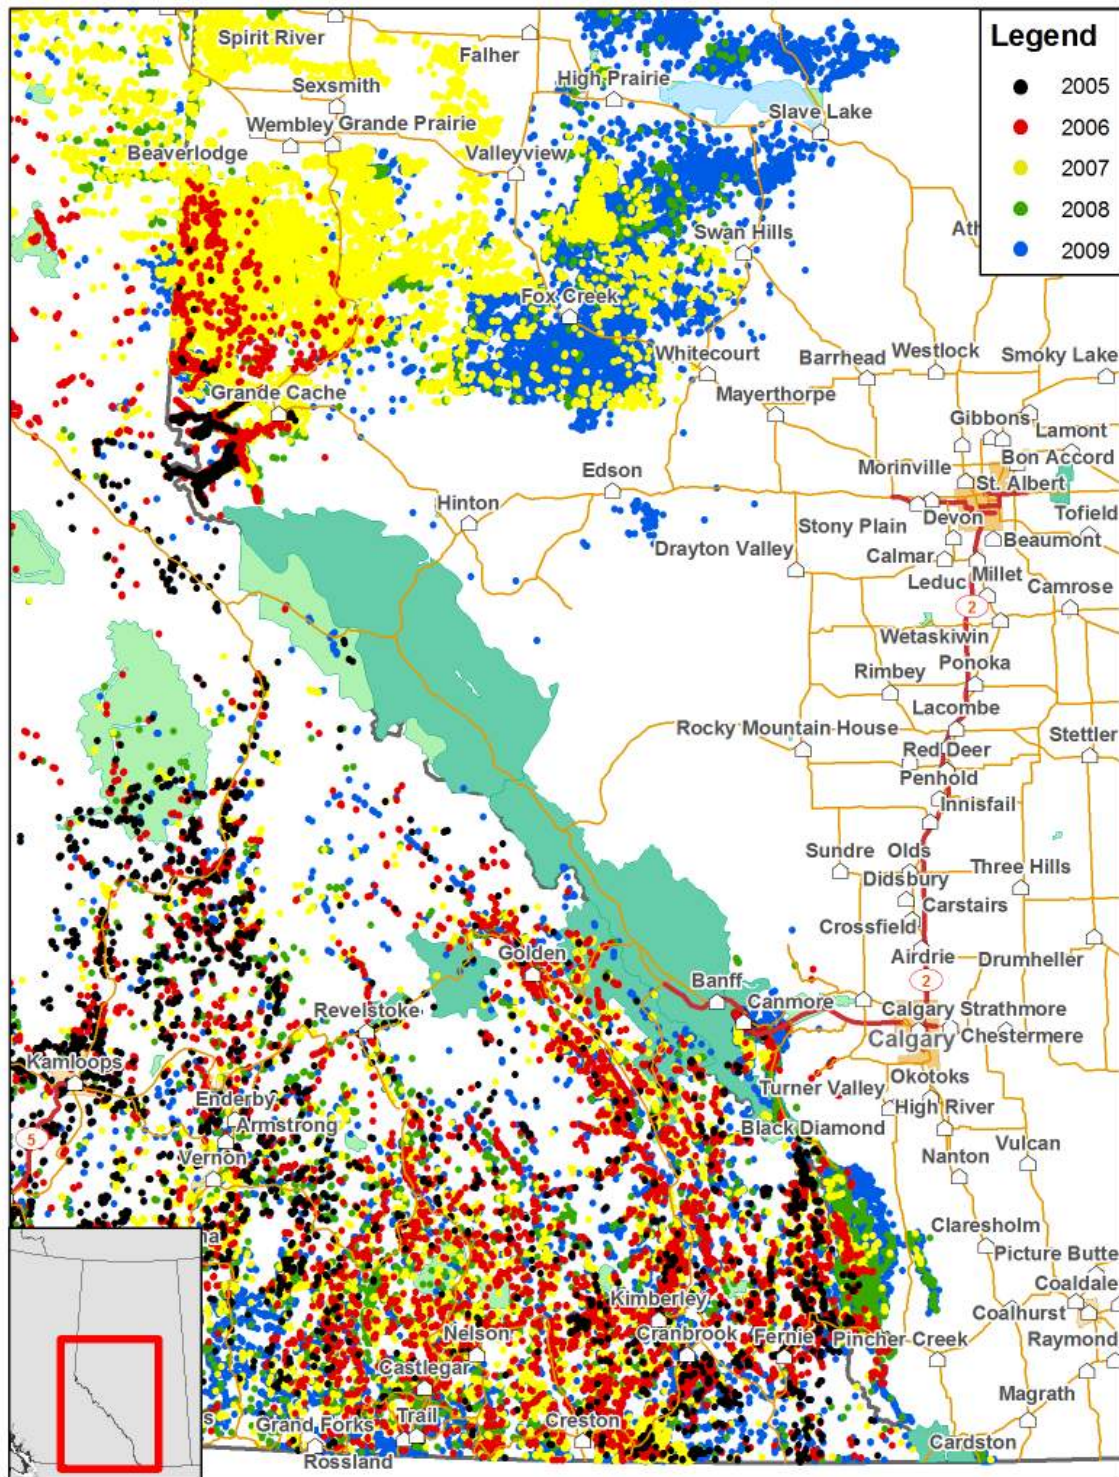 Legend
2005
2006
2007
2008
2009
Spirit River
Falher
Sexsmith
High Prairie
Wembley
Grande Prairie
Slave Lake
Beaverlodge
Valleyview
Swan Hills
Ath
Fox Creek
Whitecourt
Barrhead
Westlock
Smoky Lake
Grande Cache
Mayerthorpe
Gibbons
Lamont
Bon Accord
Morinville
Edson
St. Albert
Hinton
Stony Plain
Devon
Tofield
Beaumont
Drayton Valley
Calmar
Leduc
Millet
Camrose
2
Wetaskiwin
Rimbey
Ponoka
Lacombe
Rocky Mountain House
Red Deer
Stettler
Penhold
Innisfail
Sundre
Olds
Three Hills
Didsbury
Carstairs
Crossfield
Golden
Airdrie
Drumheller
Banff
2
Canmore
Revelstoke
Calgary
Strathmore
Calgary
Chestermere
Kamloops
Turner Valley
Okotoks
Enderby
High River
Armstrong
Black Diamond
5
Vernon
Vulcan
Nanton
Claresholm
na
Picture Butte
Kimberley
Coaldale
Coalhurst
Nelson
Cranbrook
Fernie
Pincher Creek
Raymond
Castlegar
Magrath
s
Grand Forks
Trail
Creston
Cardston
Rossland